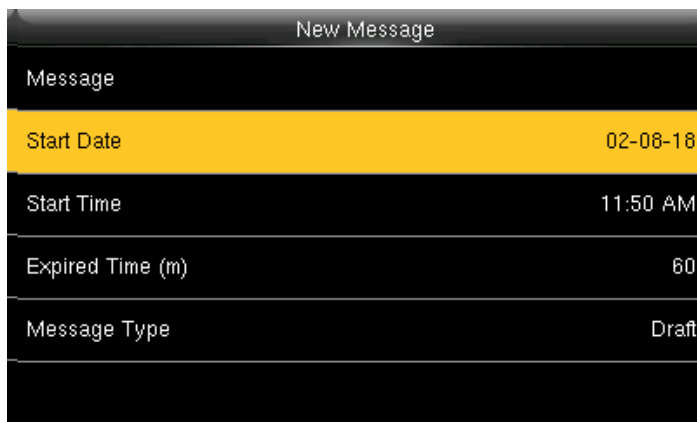 New Message
Message
Start Date 02-08-18
Start Time 11:50 AM
Expired Time (m) 60
Message Type Draft